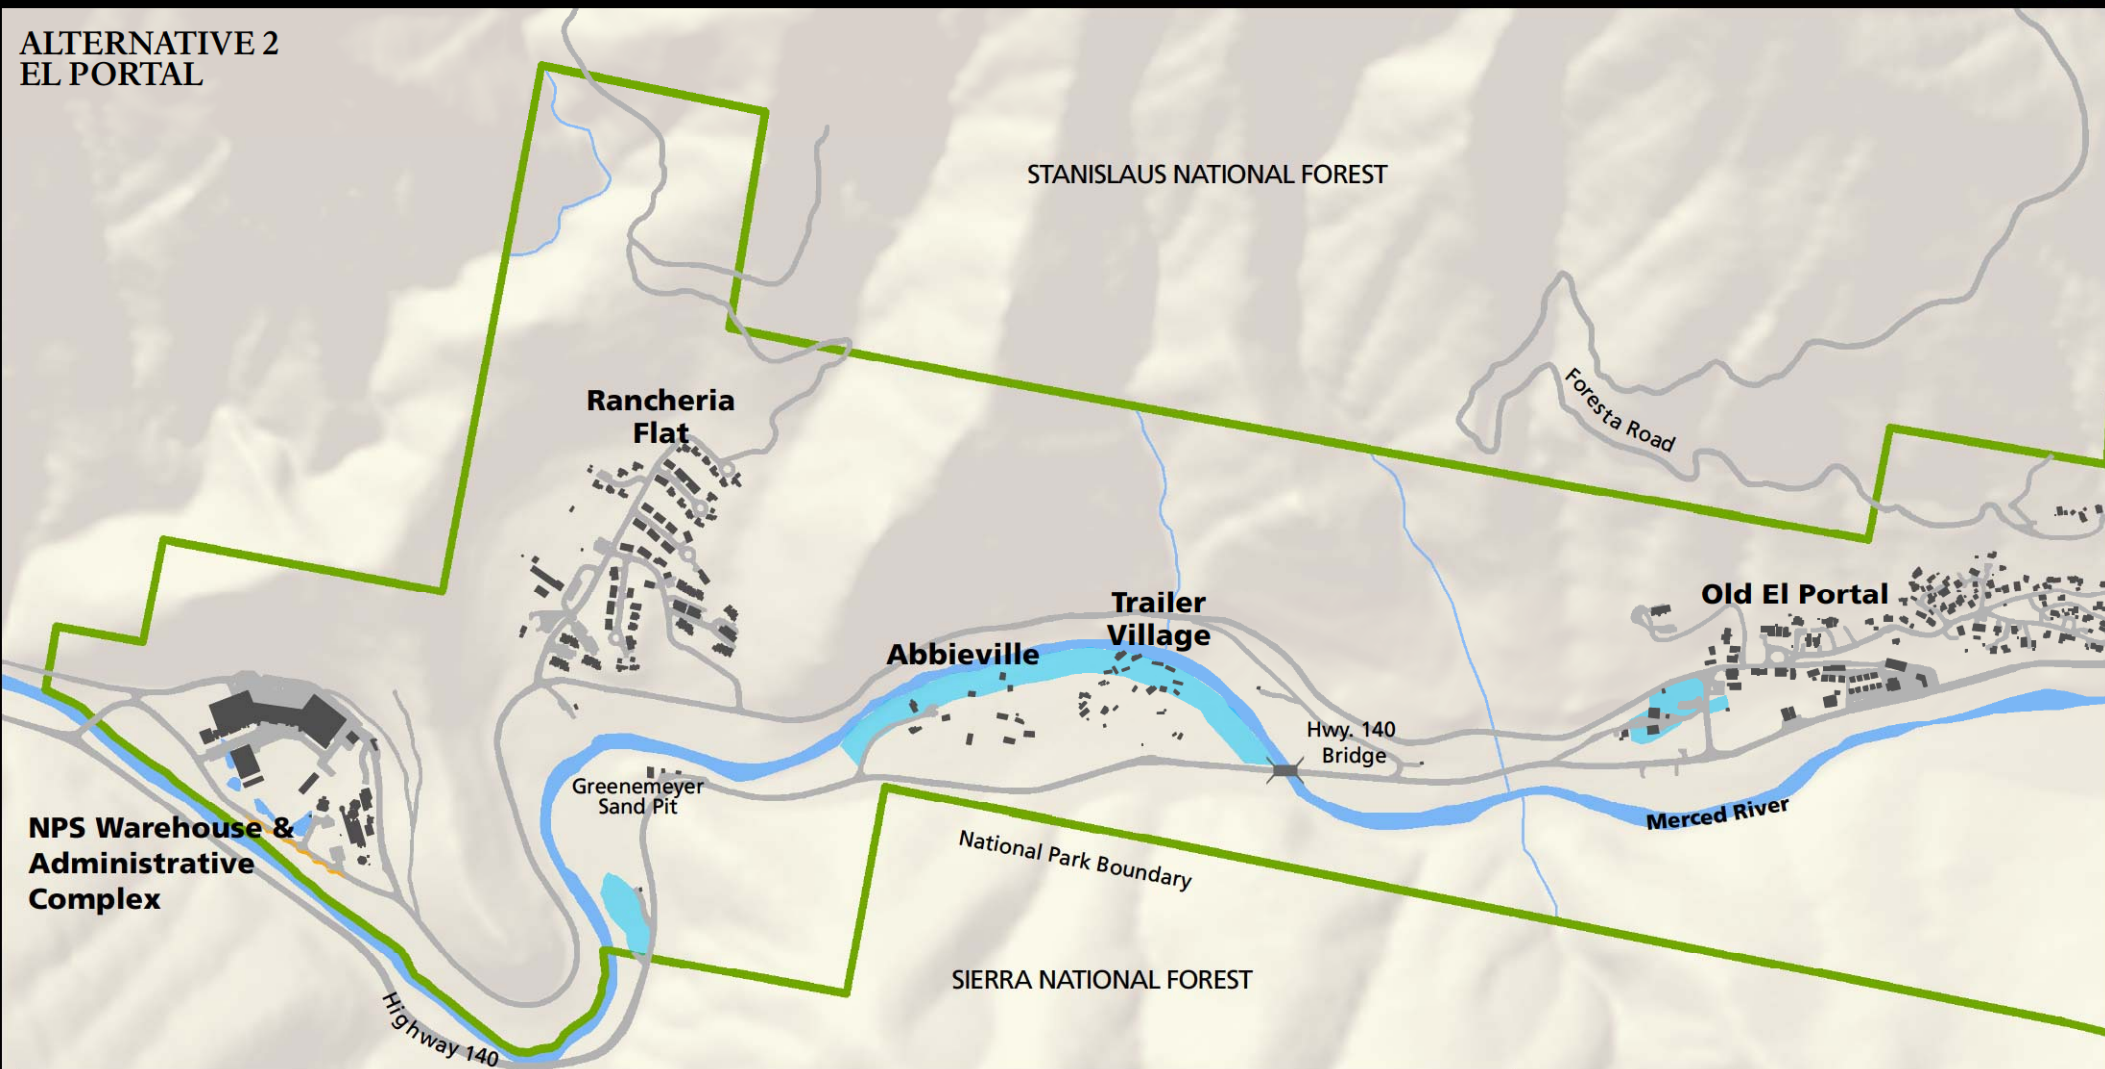 ALTERNATIVE 2
EL PORTAL
STANISLAUS NATIONAL FOREST
Rancheria
Flat
Foresta Road
Trailer
Village
Old El Portal
Abbieville
Hwy. 140
Bridge
Greenemeyer
Sand Pit
Merced River
NPS Warehouse &
Administrative
Complex
National Park Boundary
SIERRA NATIONAL FOREST
Highway 140